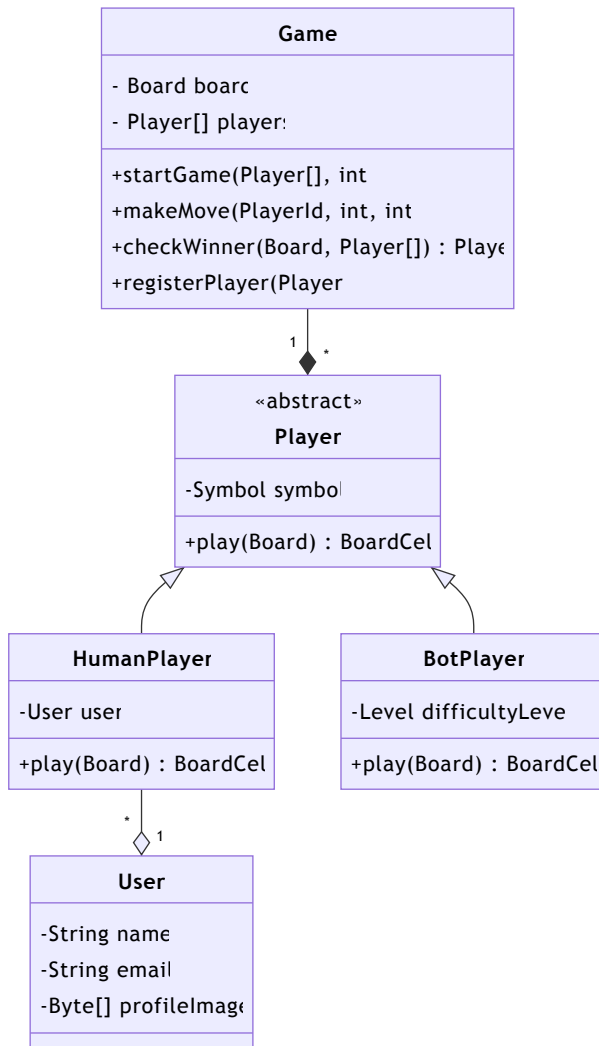 Game
- Board board
- Player[] players
+startGame(Player[], int
+makeMove(PlayerId, int, int
+checkWinner(Board, Player[]) : Playe
+registerPlayer(Player
1
*
«abstract»
Player
-Symbol symbol
+play(Board) : BoardCel
HumanPlayer
BotPlayer
-User user
-Level difficultyLeve
+play(Board) : BoardCel
+play(Board) : BoardCel
*
1
User
-String name
-String email
-Byte[] profileImage